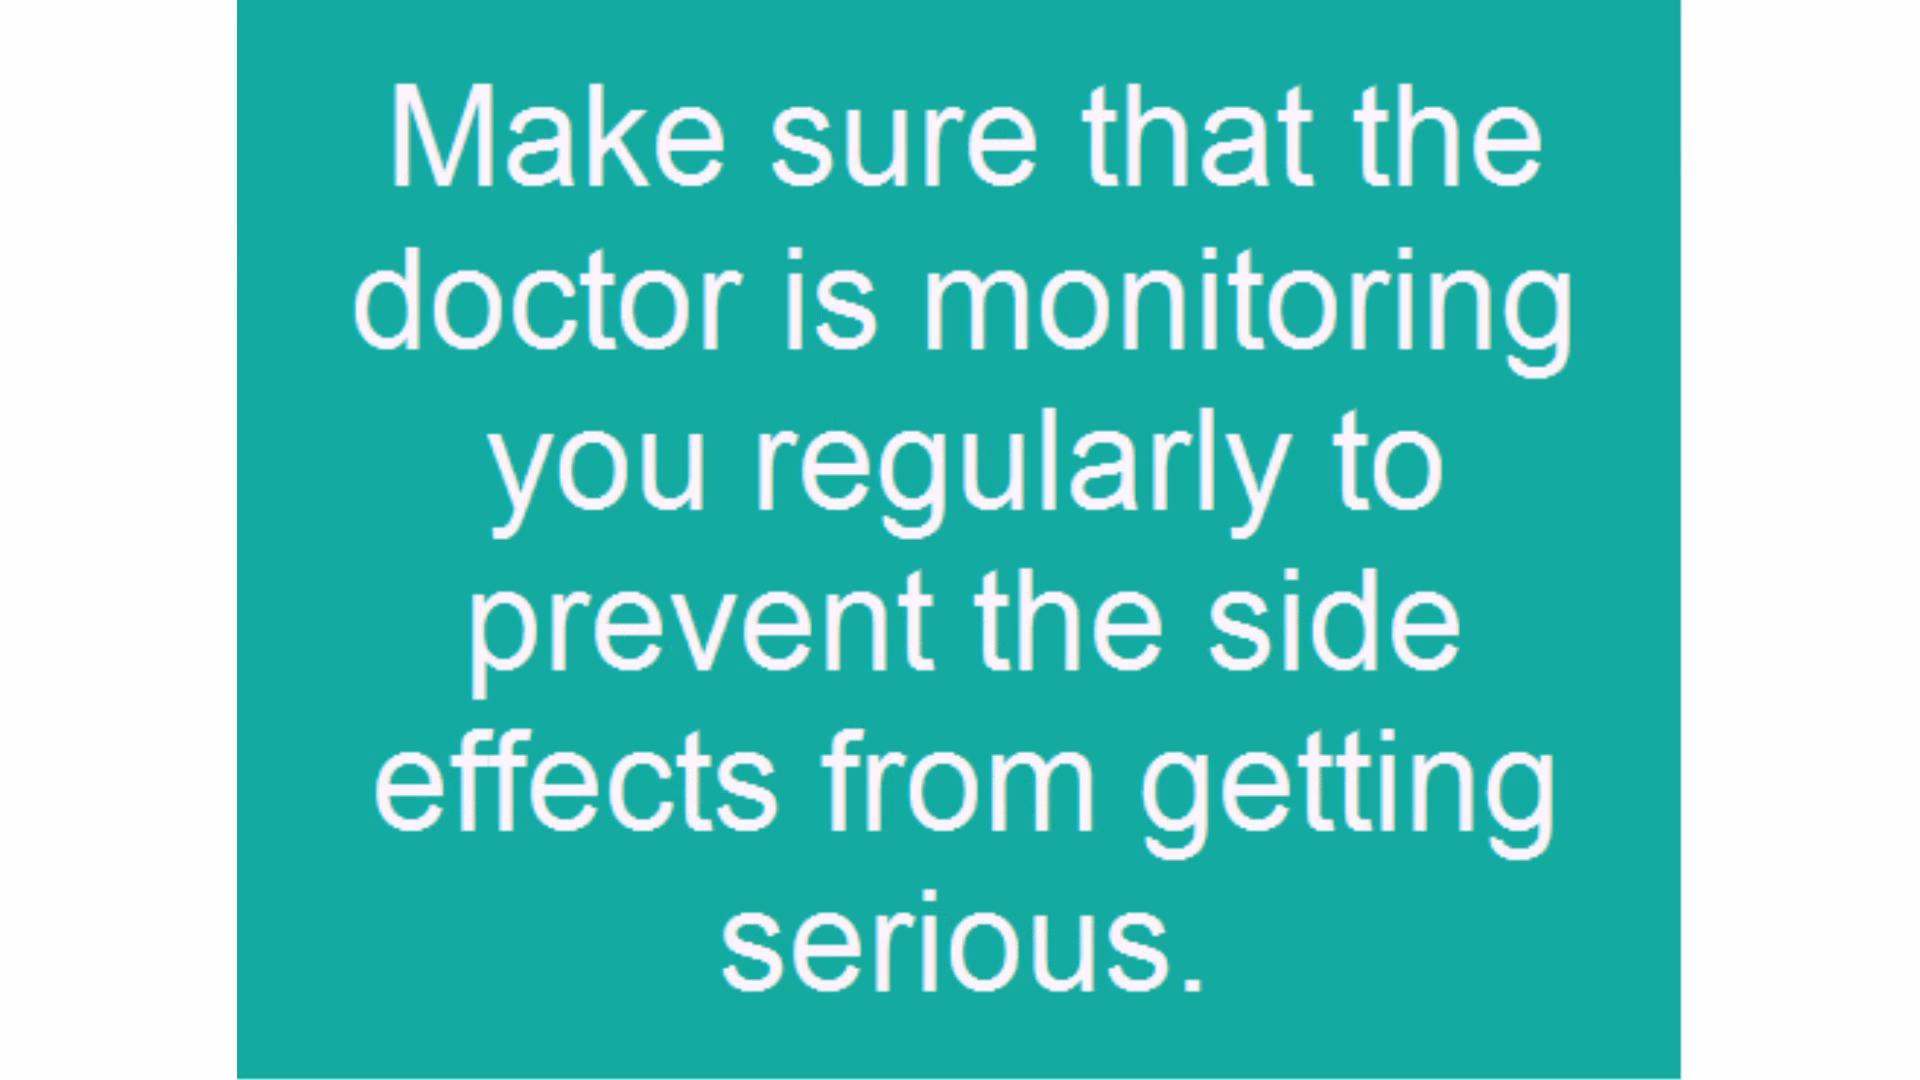 Make sure that the
doctor is monitoring
you regularly to
prevent the side
effects from getting
serious.